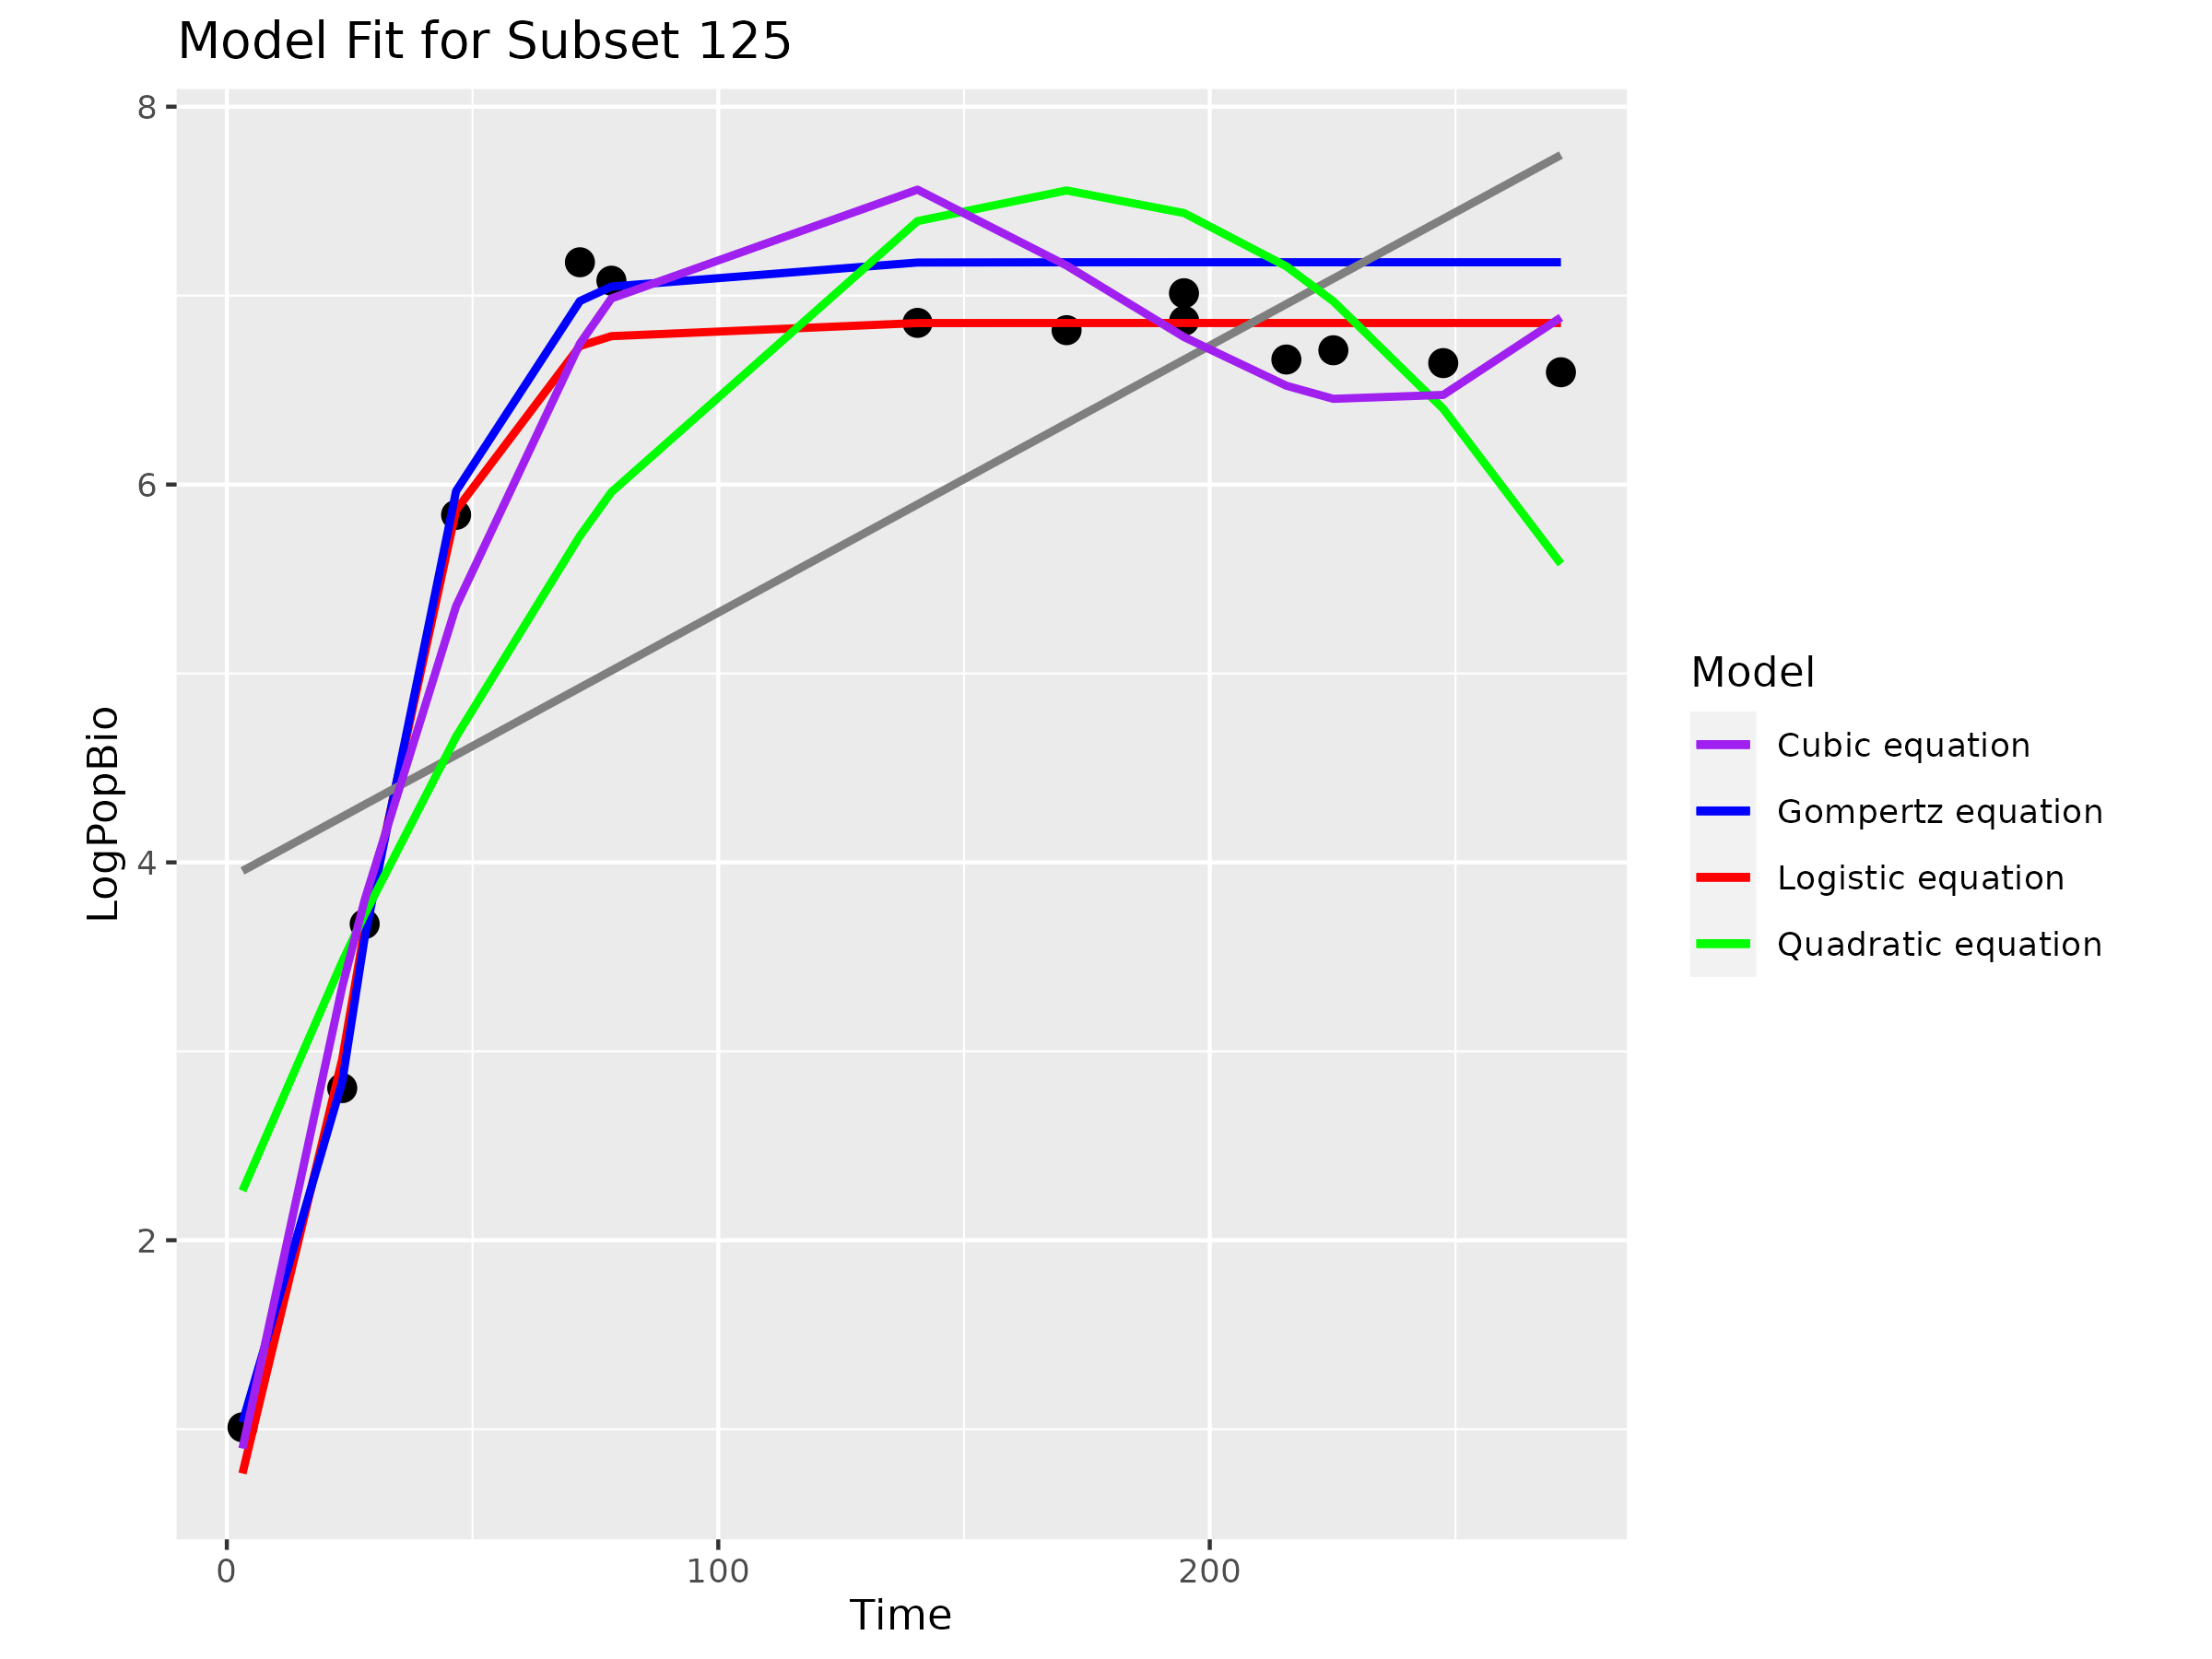 Model Fit for Subset 125
8
6
4
2
LogPopBio
0 100 200
Time
Model
Cubic equation
Gompertz equation
Logistic equation
Quadratic equation